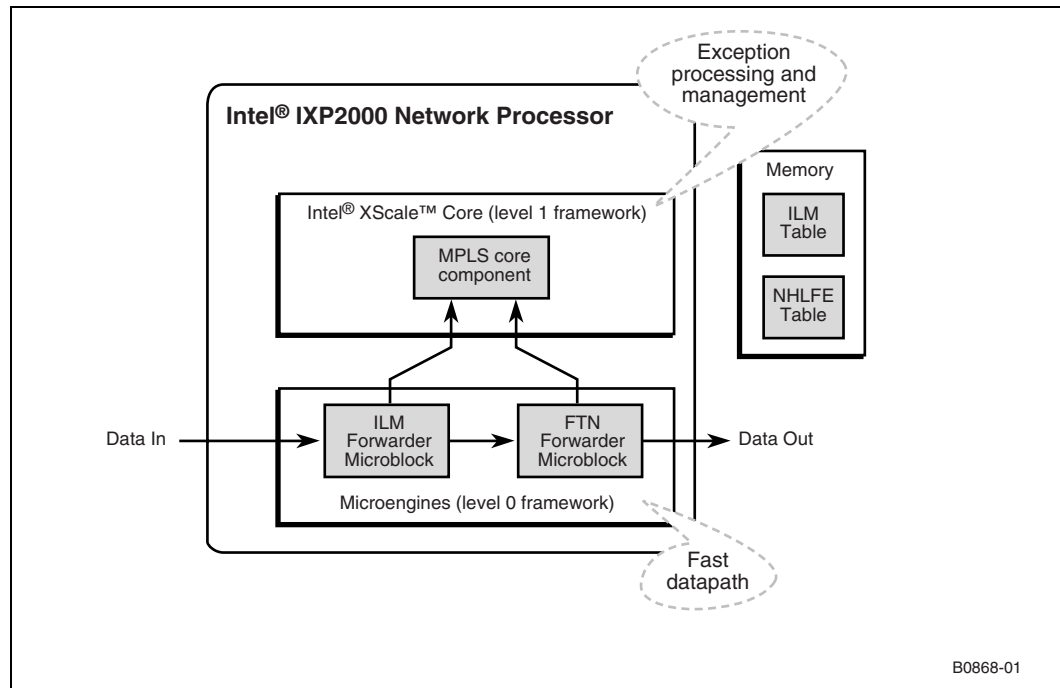 Exception
processing and
management
Intel® IXP2000 Network Processor
Memory
Intel® XScale™ Core (level 1 framework)
ILM
Table
MPLS core
component
NHLFE
Table
Data In
ILM
Forwarder
Microblock
FTN
Forwarder
Microblock
Data Out
Microengines (level 0 framework)
Fast
datapath
B0868-01